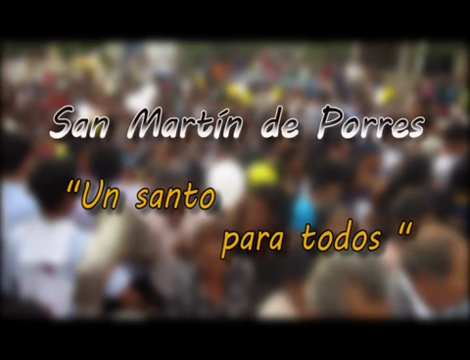 San Martín de Porres
"Un santo
para todos "